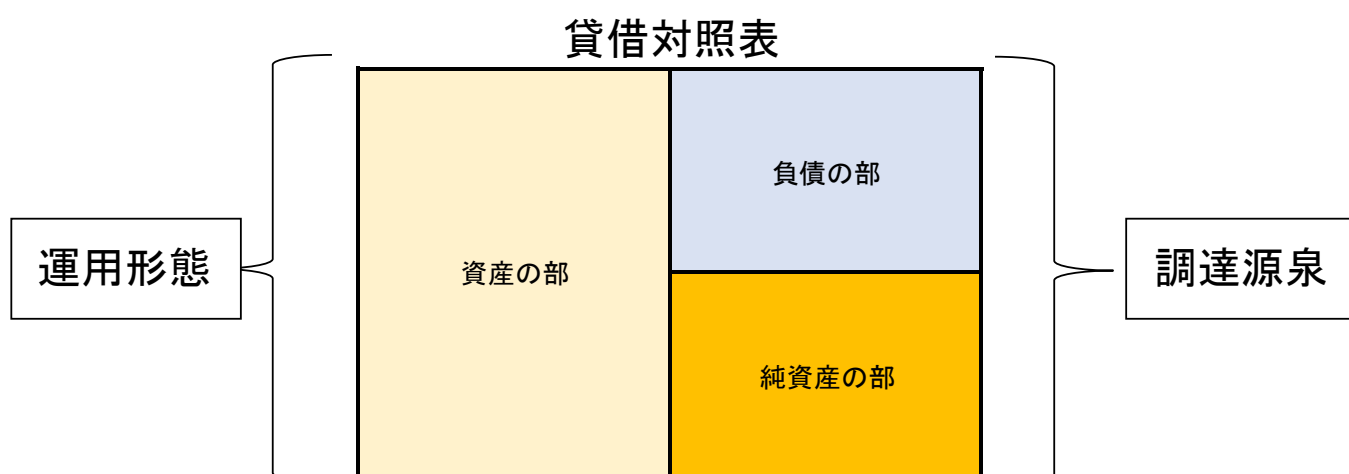 貸借対照表
負債の部
運用形態
資産の部
調達源泉
純資産の部